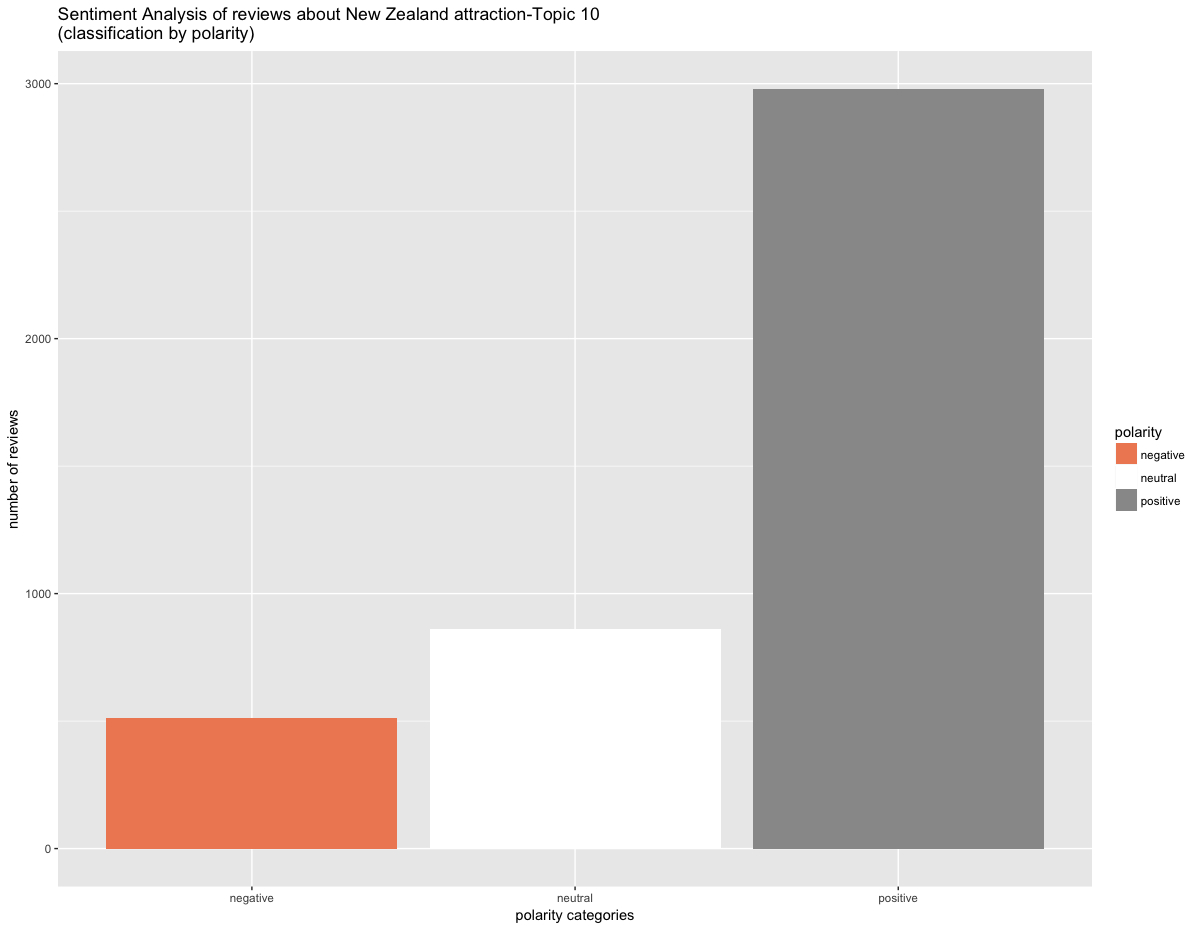 Sentiment Analysis of reviews about New Zealand attraction-Topic 10
(classification by polarity)
number of reviews
3000
2000
1000
0
negative
neutral
positive
polarity categories
polarity
negative
neutral
positive